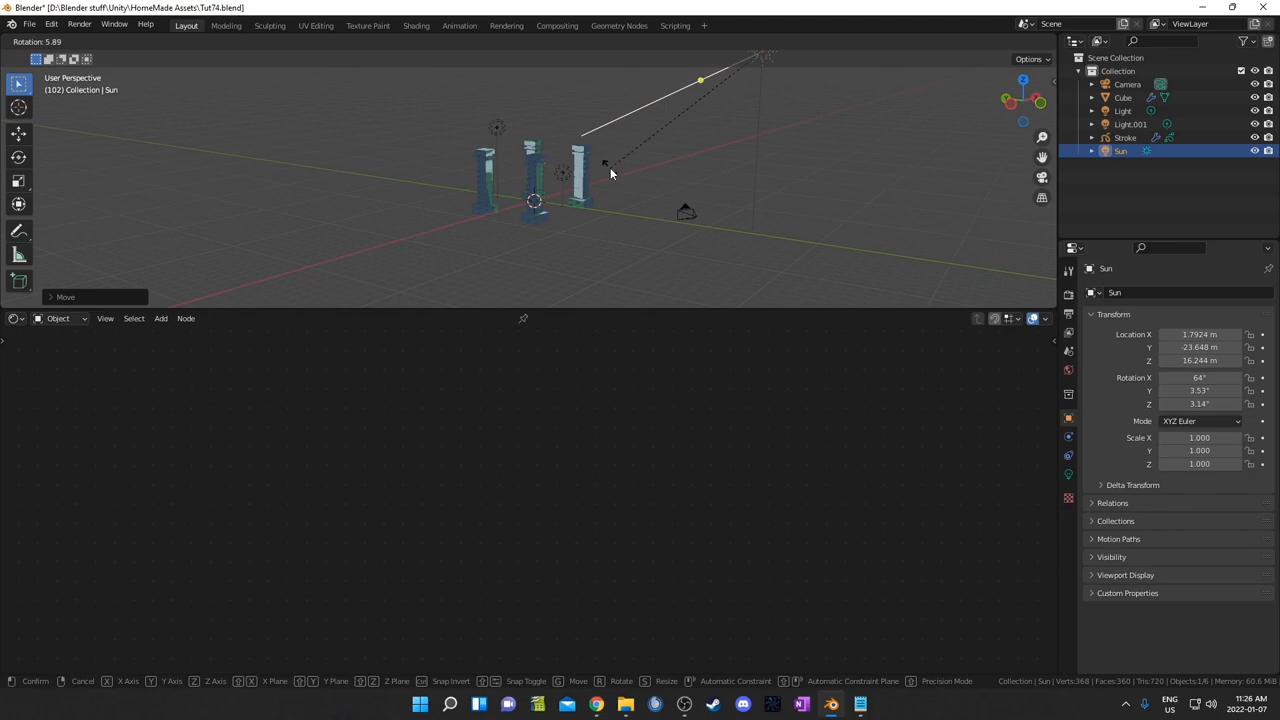 Blender* [D:\Blender stuff\Unity\HomeMade Assets\Tut74.blend]
File Edit Render Window Help Layout Modeling Sculpting UV Editing Texture Paint Shading Animation Rendering Compositing Geometry Nodes Scripting + Scene ViewLayer
Rotation: 5.89
Options
User Perspective
(102) Collection | Sun
Z
Y
Move
Object View Select Add Node
Scene Collection
Collection
Camera
Cube
Light
Light.001
Stroke
Sun
Sun
Sun
Transform
Location X 1.7924 m
Y -23.648 m
Z 16.244 m
Rotation X 64°
Y 3.53°
Z 3.14°
Mode XYZ Euler
Scale X 1.000
Y 1.000
Z 1.000
Delta Transform
Relations
Collections
Motion Paths
Visibility
Viewport Display
Custom Properties
Confirm Cancel X X Axis Y Y Axis Z Z Axis X X Plane Y Y Plane Z Z Plane Ctrl Snap Invert Snap Toggle G Move R Rotate S Resize Automatic Constraint Automatic Constraint Plane Precision Mode Collection | Sun | Verts:368 | Faces:360 | Tris:720 | Objects:1/6 | Memory: 60.6 MiB
ENG
US
11:26 AM
2022-01-07